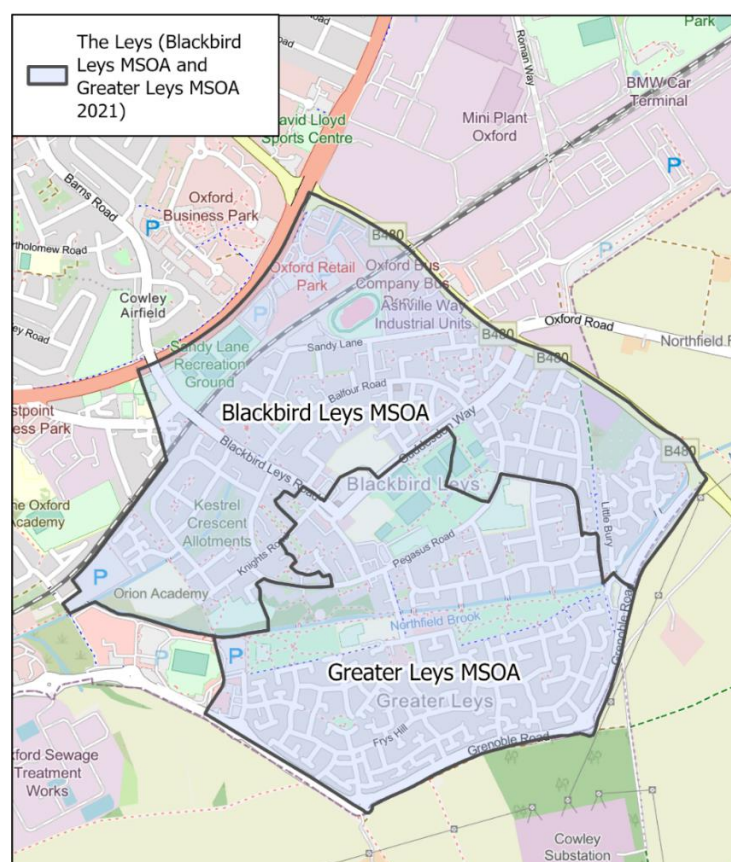 The Leys (Blackbird
Leys MSOA and
Greater Leys MSOA
2021)
Park
Roman Way
BMW Car
Terminal
Mini Plant
Oxford
David Lloyd
Sports Centre
P
Barns Road
Oxford
Business Park
P
B480
P
Oxford Retail
Park
P
Oxford Bus
Company Bus
Ashville Way
Industrial Units
Cowley
Airfield
Oxford Road
B480
Sandy Lane
Sandy Lane
Recreation
Ground
B480
Northfield F
Balfour Road
Blackbird Leys MSOA
Cuddesdon Way
Blackbird Leys Road
B480
Blackbird Leys
Kestrel
Crescent
Allotments
Little Bury
Pegasus Road
P
Orion Academy
Northfield Brook
Grenoble Road
P
P
Greater Leys MSOA
Greater Leys
Frys Hill
Grenoble Road
xford Sewage
Treatment
Works
Cowley
Substation